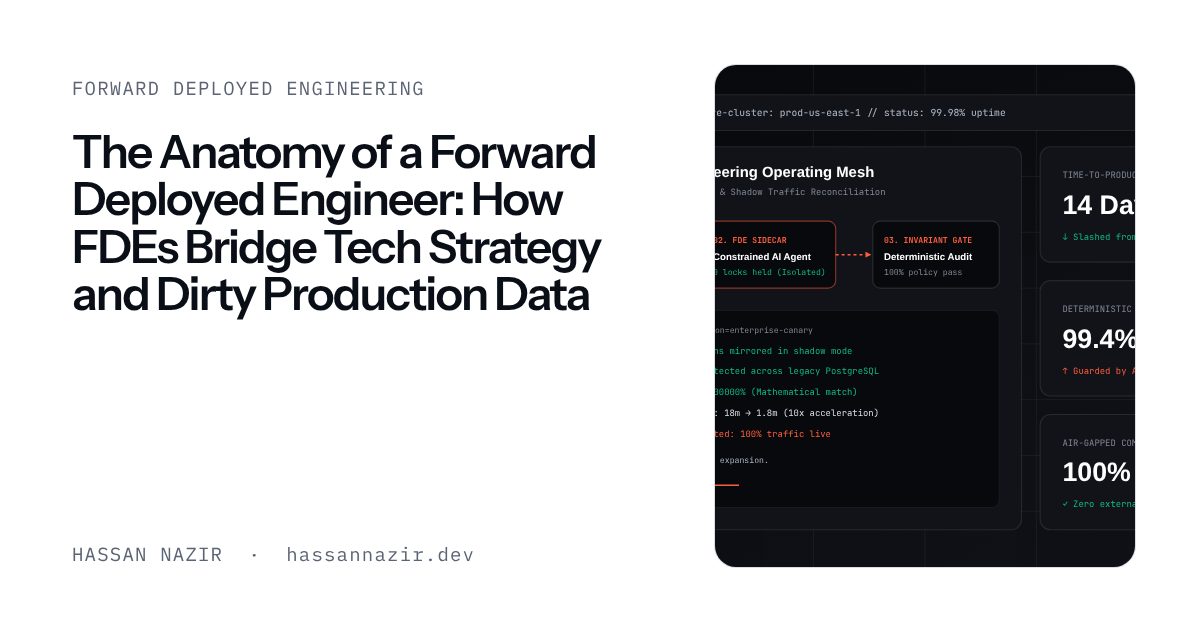 FORWARD DEPLOYED ENGINEERING
The Anatomy of a Forward
Deployed Engineer: How
FDEs Bridge Tech Strategy
and Dirty Production Data
HASSAN NAZIR · hassannazir.dev
e-cluster: prod-us-east-1 // status: 99.98% uptime
eering Operating Mesh
& Shadow Traffic Reconciliation
02. FDE SIDECAR
Constrained AI Agent
0 locks held (Isolated)
03. INVARIANT GATE
Deterministic Audit
100% policy pass
on=enterprise-canary
ns mirrored in shadow mode
tected across legacy PostgreSQL
00000% (Mathematical match)
: 18m → 1.8m (10x acceleration)
ted: 100% traffic live
expansion.
TIME-TO-PRODUC
14 Da
↓ Slashed from
DETERMINISTIC
99.4%
↑ Guarded by A
AIR-GAPPED COM
100%
✓ Zero externa